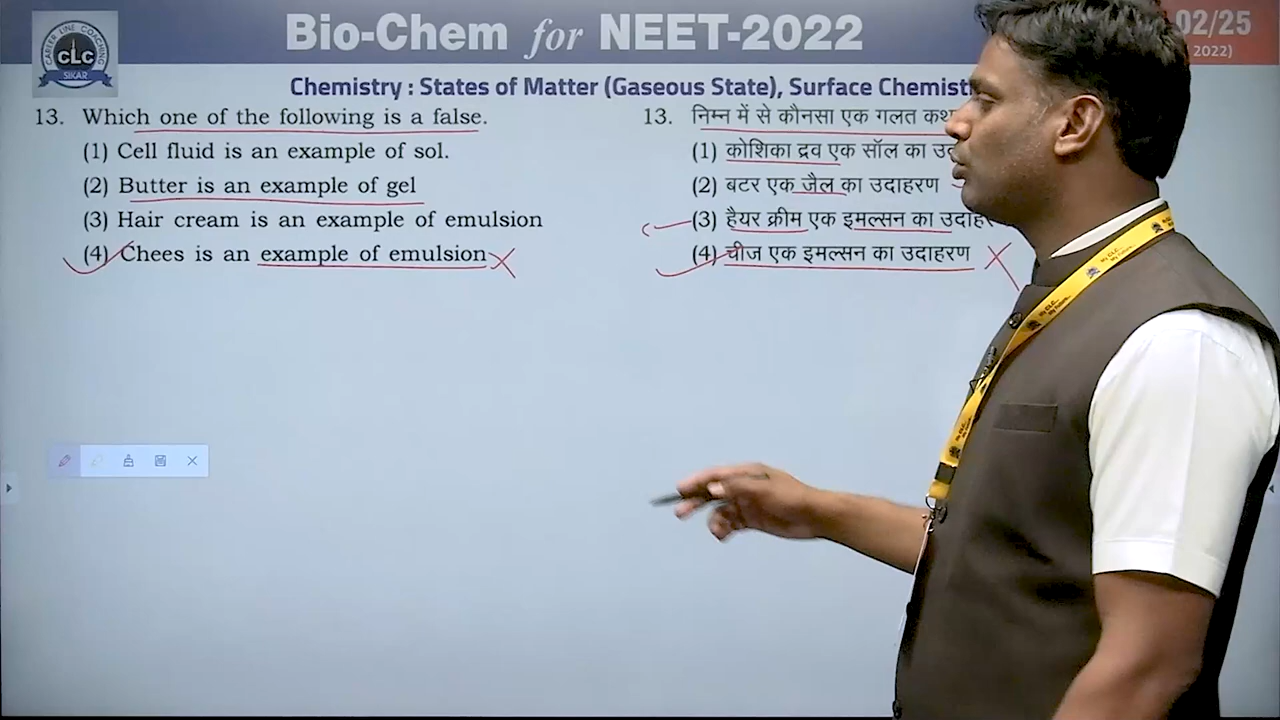 Bio-Chem for NEET-2022
02/25
2022)
CAREER LINE COACHING
CLC
SIKAR
Chemistry : States of Matter (Gaseous State), Surface
13. Which one of the following is a false.
(1) Cell fluid is an example of sol.
(2) Butter is an example of gel
(3) Hair cream is an example of emulsion
(4) Chees is an example of emulsion
13. निम्न में से कौनसा एक गलत
(1) कोशिका द्रव एक सॉल का
(2) बटर एक जैल का उदाहरण
(3) हैयर क्रीम एक इमल्सन का
(4) चीज एक इमल्सन का उदाहरण